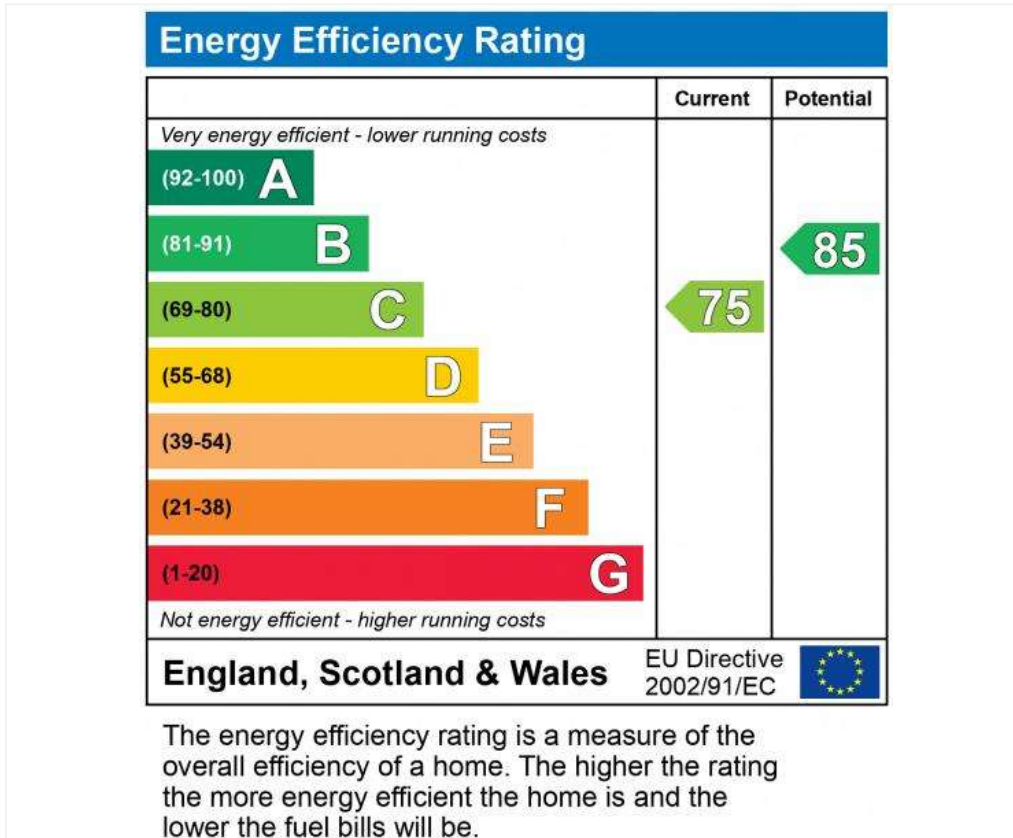 Energy Efficiency Rating
Current Potential
Very energy efficient - lower running costs
(92-100) A
(81-91) B
85
(69-80) C
75
(55-68) D
(39-54) E
(21-38) F
(1-20) G
Not energy efficient - higher running costs
England, Scotland & Wales
EU Directive
2002/91/EC
The energy efficiency rating is a measure of the
overall efficiency of a home. The higher the rating
the more energy efficient the home is and the
lower the fuel bills will be.